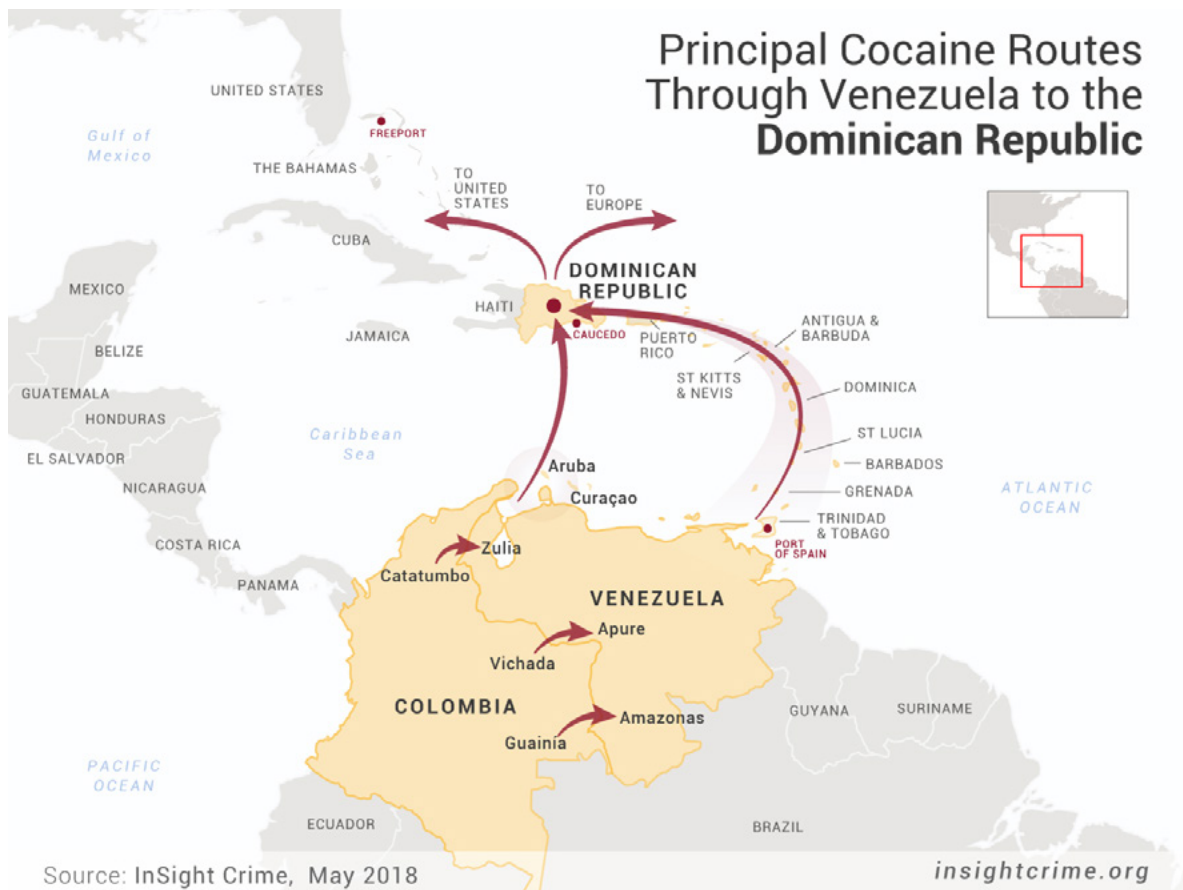 Principal Cocaine Routes
Through Venezuela to the
Dominican Republic
UNITED STATES
Gulf of
Mexico
FREEPORT
THE BAHAMAS
TO
UNITED
STATES
TO
EUROPE
CUBA
DOMINICAN
REPUBLIC
MEXICO
HAITI
CAUCEDO
JAMAICA
PUERTO
RICO
ANTIGUA &
BARBUDA
BELIZE
ST KITTS
& NEVIS
DOMINICA
GUATEMALA
HONDURAS
Caribbean
Sea
ST LUCIA
EL SALVADOR
Aruba
BARBADOS
NICARAGUA
Curaçao
GRENADA
ATLANTIC
OCEAN
TRINIDAD
& TOBAGO
COSTA RICA
Zulia
PORT
OF SPAIN
Catatumbo
PANAMA
VENEZUELA
Apure
Vichada
COLOMBIA
Amazonas
GUYANA
SURINAME
Guainía
PACIFIC
OCEAN
ECUADOR
BRAZIL
Source: InSight Crime, May 2018
insightcrime.org